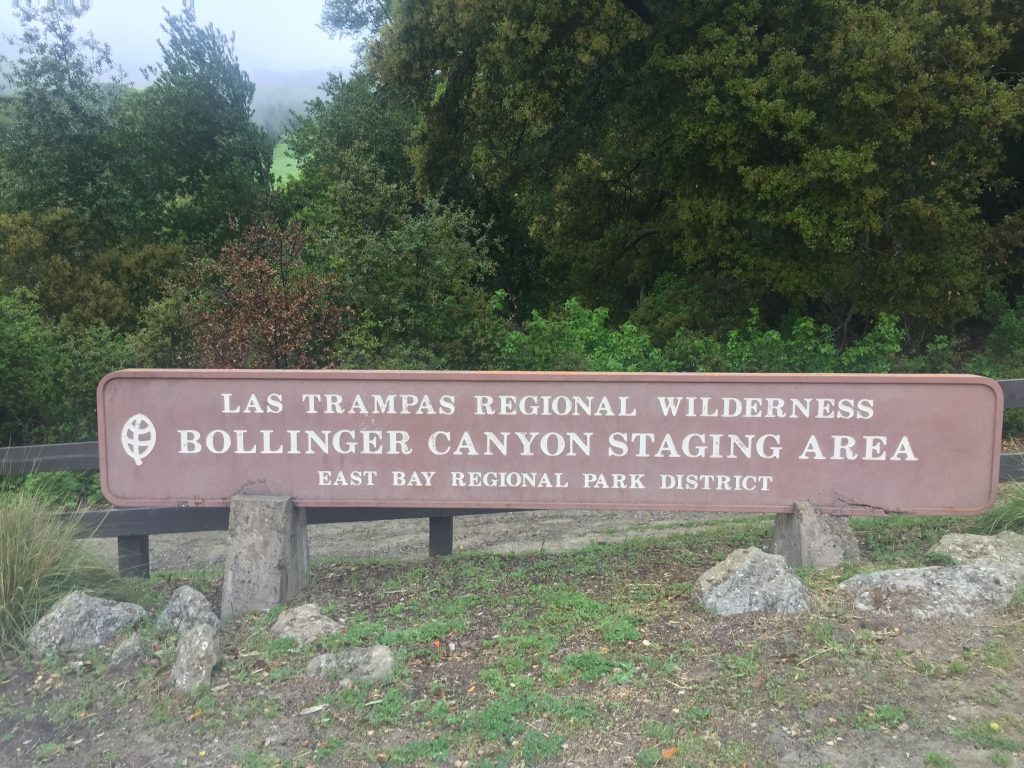 LAS TRAMPAS REGIONAL WILDERNESS
BOLLINGER CANYON STAGING AREA
EAST BAY REGIONAL PARK DISTRICT